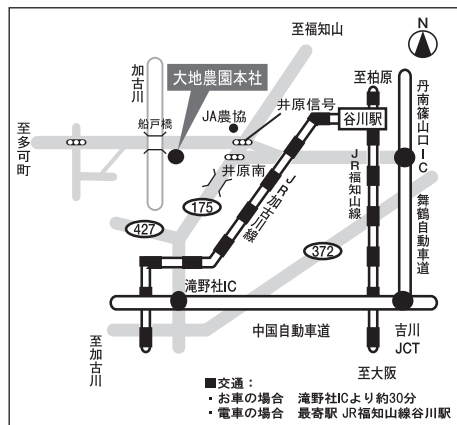 N
至福知山
加古川
大地農園本社
至柏原
井原信号
JA農協
谷川駅
船戸橋
至多可町
丹南篠山口IC
井原南
JR加古川線
JR福知山線
175
427
372
舞鶴自動車道
滝野社IC
中国自動車道
吉川
JCT
至加古川
至大阪
■交通：
・お車の場合　滝野社ICより約30分
・電車の場合　最寄駅 JR福知山線谷川駅